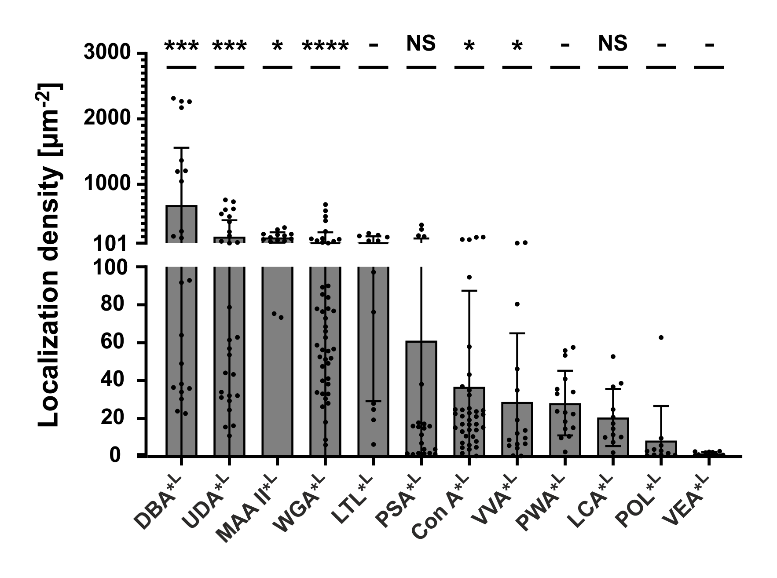 *** *** * **** - NS * * - NS - -
3000
2000
1000
101
100
80
60
40
20
0
Localization density [µm⁻²]
DBA*ᴸ
UDA*ᴸ
MAA II*ᴸ
WGA*ᴸ
LTL*ᴸ
PSA*ᴸ
Con A*ᴸ
VVA*ᴸ
PWA*ᴸ
LCA*ᴸ
POL*ᴸ
VEA*ᴸ